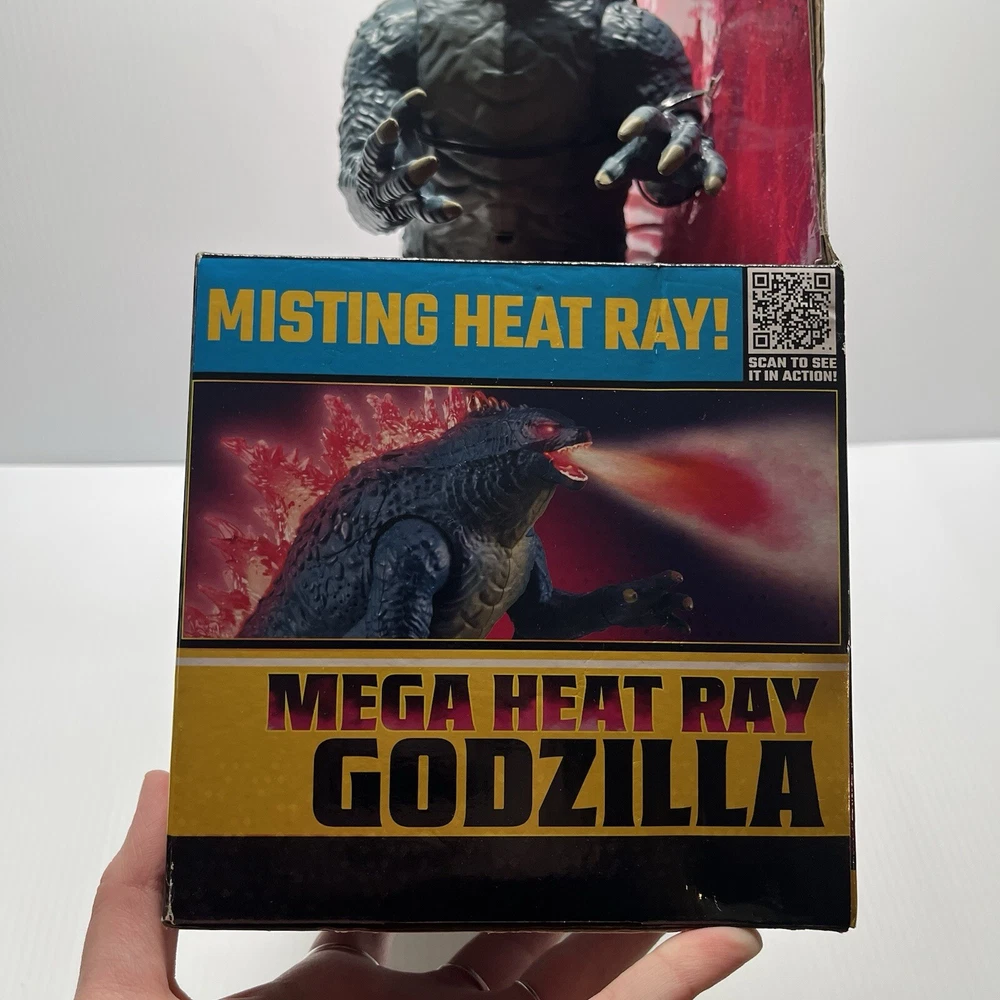 MISTING HEAT RAY!
SCAN TO SEE
IT IN ACTION!
MEGA HEAT RAY
GODZILLA